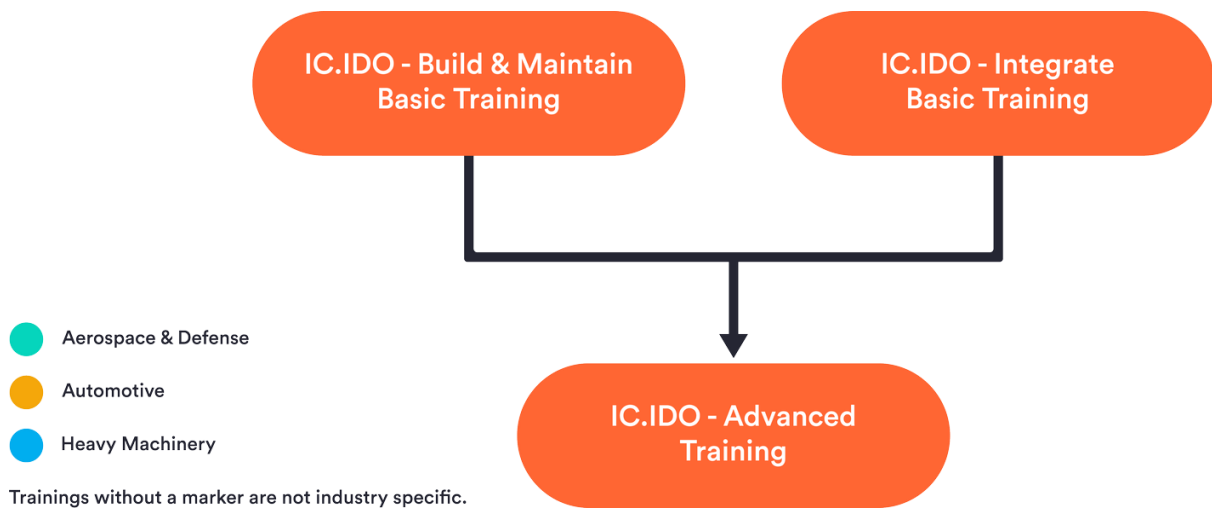 IC.IDO - Build & Maintain
Basic Training
IC.IDO - Integrate
Basic Training
Aerospace & Defense
Automotive
Heavy Machinery
Trainings without a marker are not industry specific.
IC.IDO - Advanced
Training